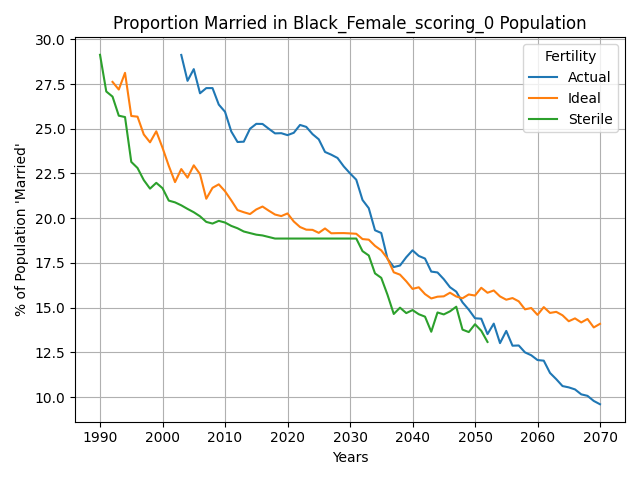 Proportion Married in Black_Female_scoring_0 Population
% of Population 'Married'
30.0
27.5
25.0
22.5
20.0
17.5
15.0
12.5
10.0
Fertility
Actual
Ideal
Sterile
1990 2000 2010 2020 2030 2040 2050 2060 2070
Years